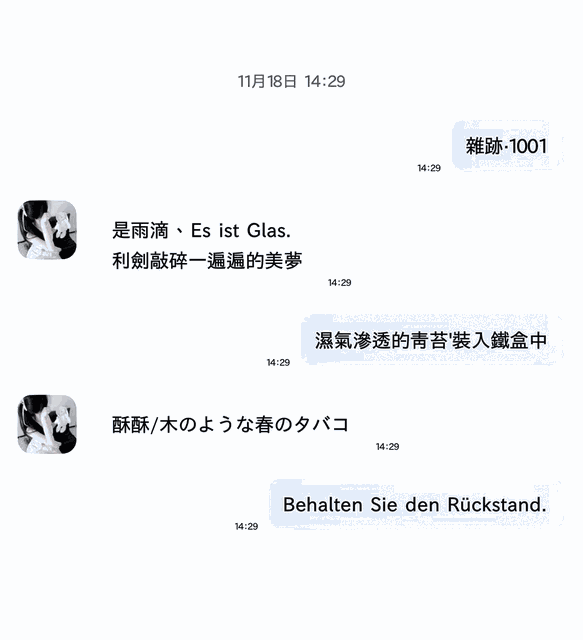 11月18日 14:29
雜跡·1001
14:29
是雨滴、Es ist Glas.
利劍敲碎一遍遍的美夢
14:29
濕氣滲透的靑苔'裝入鐵盒中
14:29
酥酥/木のような春のタバコ
14:29
Behalten Sie den Rückstand.
14:29